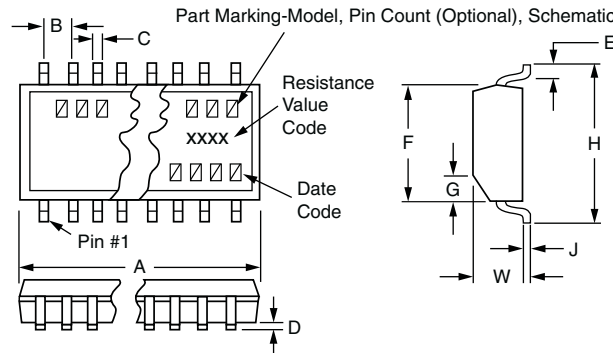 Part Marking-Model, Pin Count (Optional), Schematic
B
C
E
Resistance
Value
Code
XXXX
F
H
G
Date
Code
Pin #1
J
A
W
D